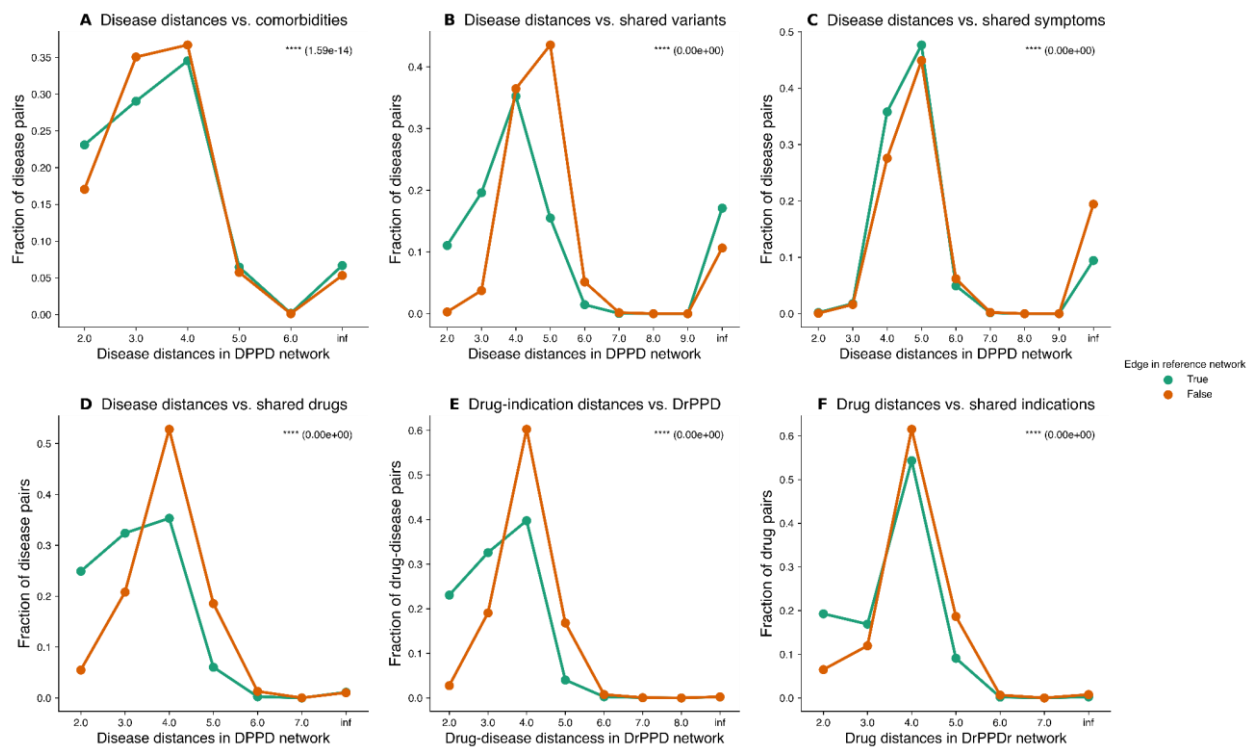 A Disease distances vs. comorbidities
**** (1.59e-14)
Fraction of disease pairs
0.35
0.30
0.25
0.20
0.15
0.10
0.05
0.00
2.0 3.0 4.0 5.0 6.0 inf
Disease distances in DPPD network
B Disease distances vs. shared variants
**** (0.00e+00)
Fraction of disease pairs
0.4
0.3
0.2
0.1
0.0
2.0 3.0 4.0 5.0 6.0 7.0 8.0 9.0 inf
Disease distances in DPPD network
C Disease distances vs. shared symptoms
**** (0.00e+00)
Fraction of disease pairs
0.5
0.4
0.3
0.2
0.1
0.0
2.0 3.0 4.0 5.0 6.0 7.0 8.0 9.0 inf
Disease distances in DPPD network
Edge in reference network
True
False
D Disease distances vs. shared drugs
**** (0.00e+00)
Fraction of disease pairs
0.5
0.4
0.3
0.2
0.1
0.0
2.0 3.0 4.0 5.0 6.0 7.0 inf
Disease distances in DPPD network
E Drug-indication distances vs. DrPPD
**** (0.00e+00)
Fraction of drug-disease pairs
0.6
0.5
0.4
0.3
0.2
0.1
0.0
2.0 3.0 4.0 5.0 6.0 7.0 8.0 inf
Drug-disease distancess in DrPPD network
F Drug distances vs. shared indications
**** (0.00e+00)
Fraction of drug pairs
0.6
0.5
0.4
0.3
0.2
0.1
0.0
2.0 3.0 4.0 5.0 6.0 7.0 inf
Drug distances in DrPPDr network